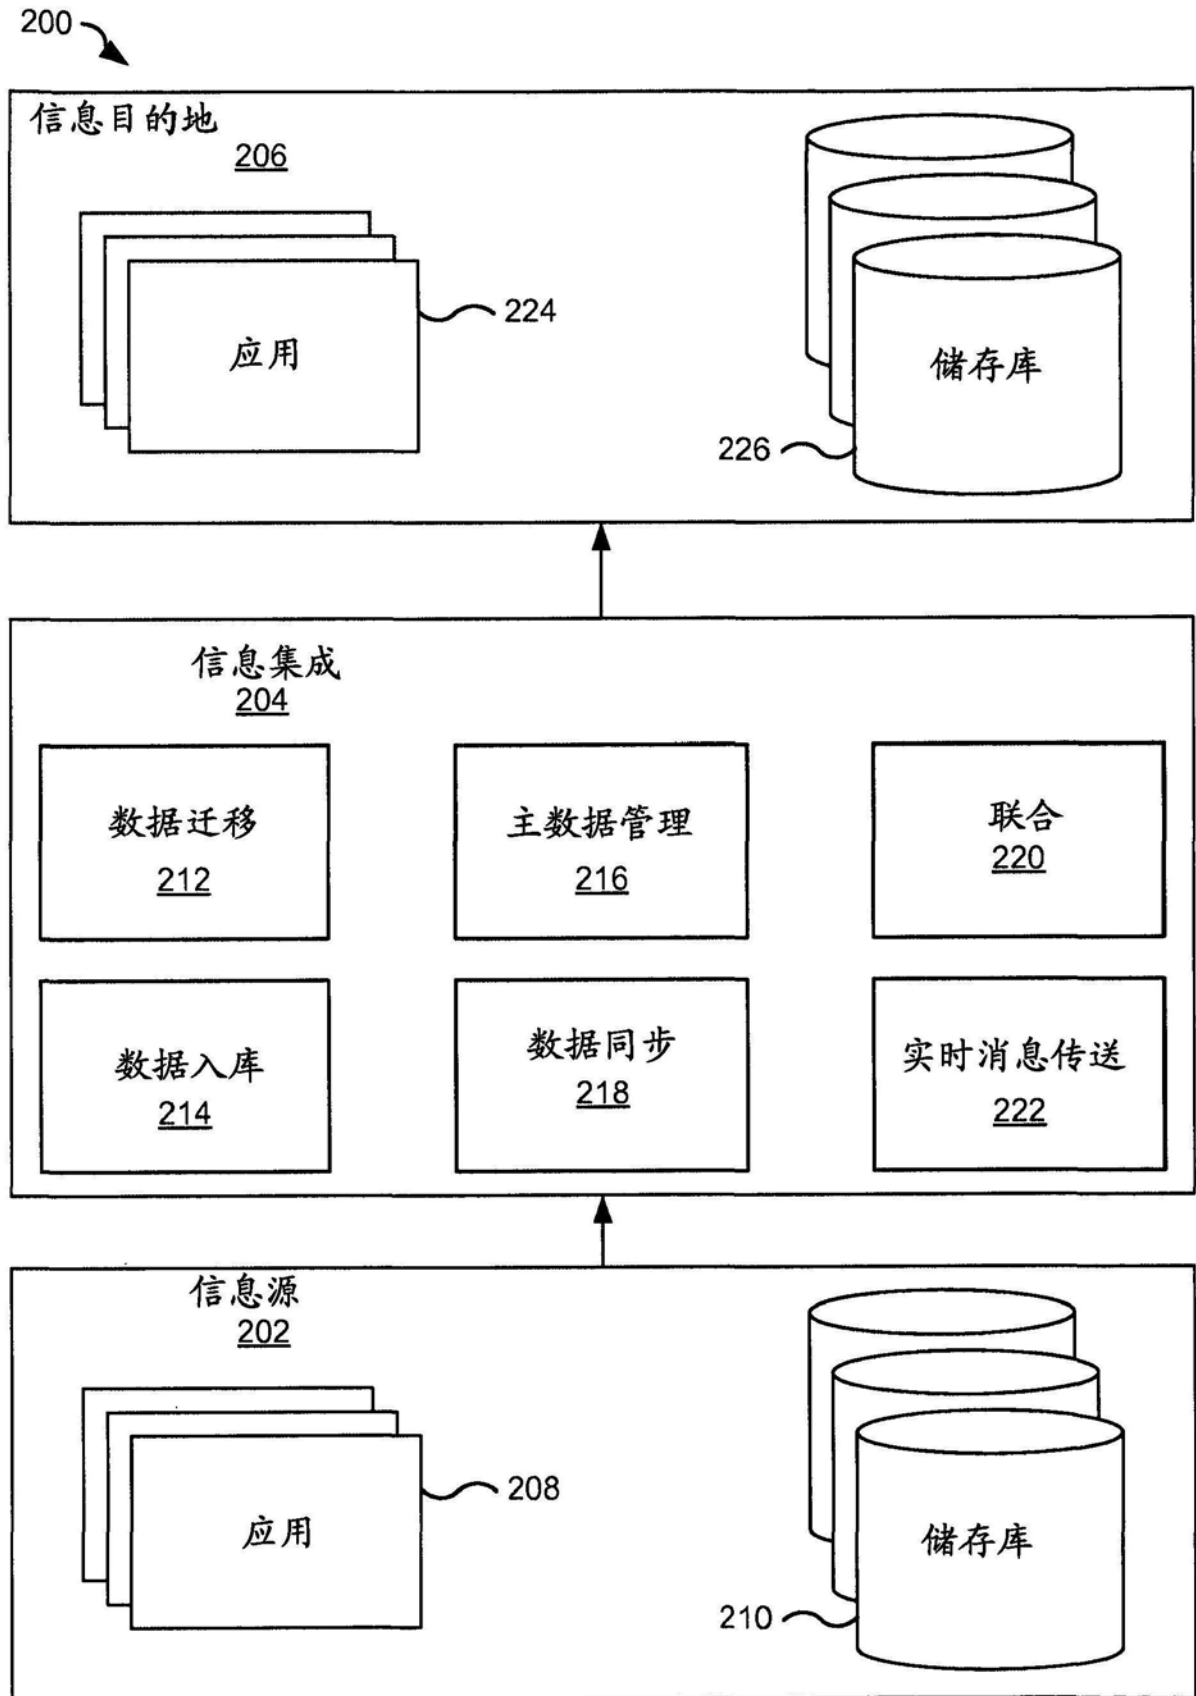 200
信息目的地
206
应用
224
储存库
226
信息集成
204
数据迁移
212
主数据管理
216
联合
220
数据入库
214
数据同步
218
实时消息传送
222
信息源
202
应用
208
储存库
210